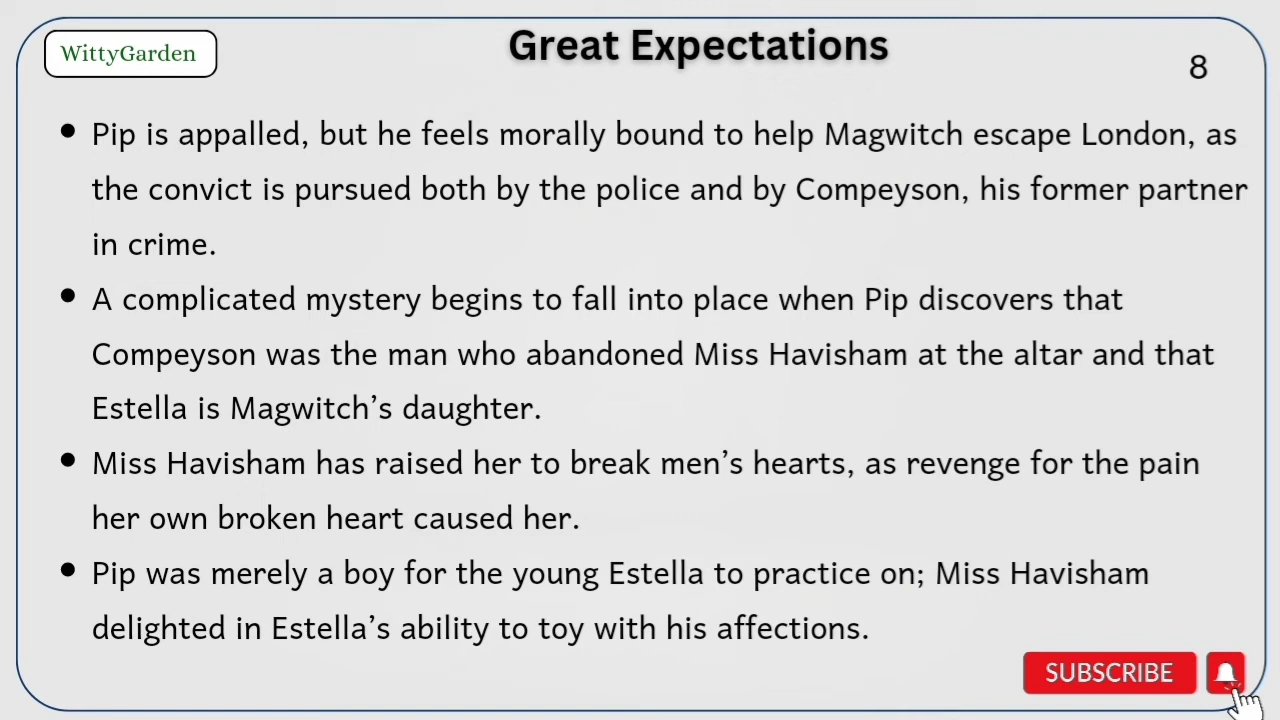 WittyGarden
Great Expectations
8
• Pip is appalled, but he feels morally bound to help Magwitch escape London, as
the convict is pursued both by the police and by Compeyson, his former partner
in crime.
• A complicated mystery begins to fall into place when Pip discovers that
Compeyson was the man who abandoned Miss Havisham at the altar and that
Estella is Magwitch’s daughter.
• Miss Havisham has raised her to break men’s hearts, as revenge for the pain
her own broken heart caused her.
• Pip was merely a boy for the young Estella to practice on; Miss Havisham
delighted in Estella’s ability to toy with his affections.
SUBSCRIBE